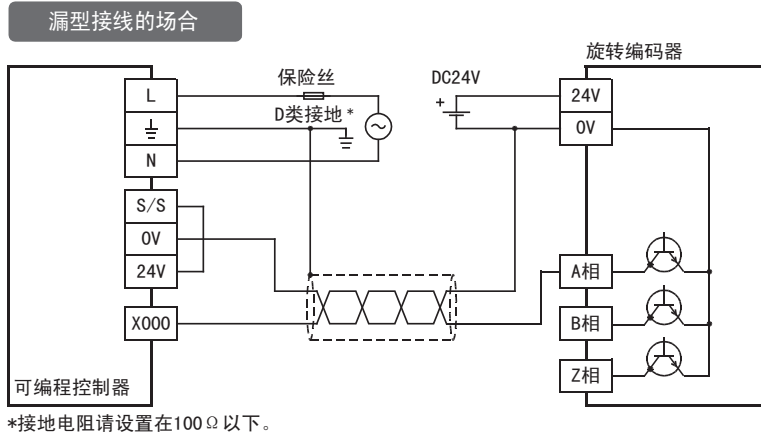 漏型接线的场合
旋转编码器
保险丝
DC24V
L
24V
D类接地*
+
0V
N
S/S
0V
24V
A相
X000
B相
Z相
可编程控制器
*接地电阻请设置在100Ω以下。